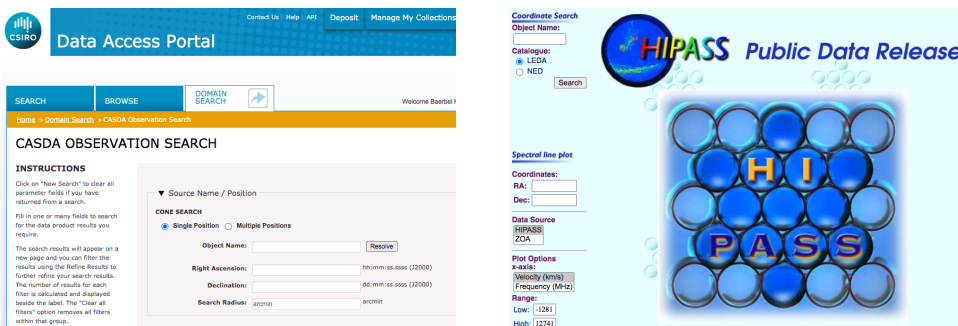 Contact Us Help API Deposit Manage My Collections
CSIRO
Data Access Portal
SEARCH
BROWSE
DOMAIN
SEARCH
Welcome Baerbel
Home > Domain Search > CASDA Observation Search
CASDA OBSERVATION SEARCH
INSTRUCTIONS
Click on "New Search" to clear all
parameter fields if you have
returned from a search.
Fill in one or many fields to search
for the data product results you
require.
The search results will appear on a
new page and you can filter the
results using the Refine Results to
further refine your search results.
The number of results for each
filter is calculated and displayed
beside the label. The "Clear all
filters" option removes all filters
within that group.
▼ Source Name / Position
CONE SEARCH
Single Position Multiple Positions
Object Name: Resolve
Right Ascension: hh:mm:ss.ssss (J2000)
Declination: dd:mm:ss.ssss (J2000)
Search Radius: arcmin arcmin
Coordinate Search
Object Name:
Catalogue:
LEDA
NED
Search
Spectral line plot
Coordinates:
RA:
Dec:
Data Source
HIPASS
ZOA
Plot Options
x-axis:
Velocity (km/s)
Frequency (MHz)
Range:
Low: -1281
High: 12741
HIPASS Public Data Release
HI
PASS